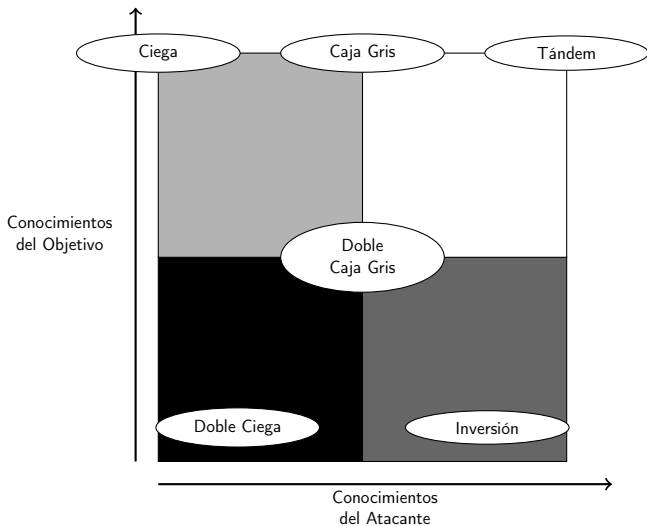 Ciega
Caja Gris
Tándem
Conocimientos
del Objetivo
Doble
Caja Gris
Doble Ciega
Inversión
Conocimientos
del Atacante